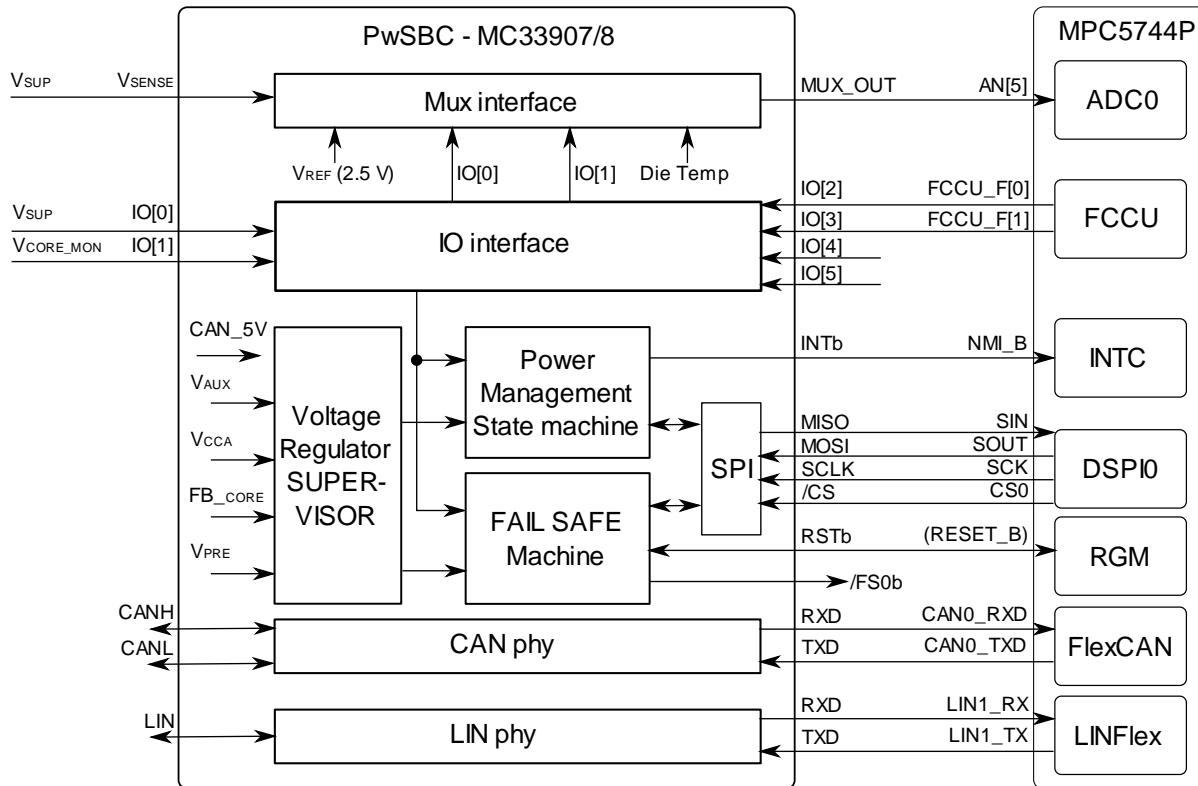 PwSBC - MC33907/8
MPC5744P
VSUP VSENSE
Mux interface
MUX_OUT AN[5]
ADC0
VREF (2.5 V)
IO[0]
IO[1]
Die Temp
VSUP IO[0]
VCORE_MON IO[1]
IO interface
IO[2] FCCU_F[0]
IO[3] FCCU_F[1]
IO[4]
IO[5]
FCCU
CAN_5V
VAUX
VCCA
FB_CORE
VPRE
Voltage
Regulator
SUPER-
VISOR
Power
Management
State machine
FAIL SAFE
Machine
SPI
INTb NMI_B
INTC
MISO SIN
MOSI SOUT
SCLK SCK
/CS CS0
DSPI0
RSTb (RESET_B)
RGM
/FS0b
CANH
CANL
CAN phy
RXD CAN0_RXD
TXD CAN0_TXD
FlexCAN
LIN
LIN phy
RXD LIN1_RX
TXD LIN1_TX
LINFlex